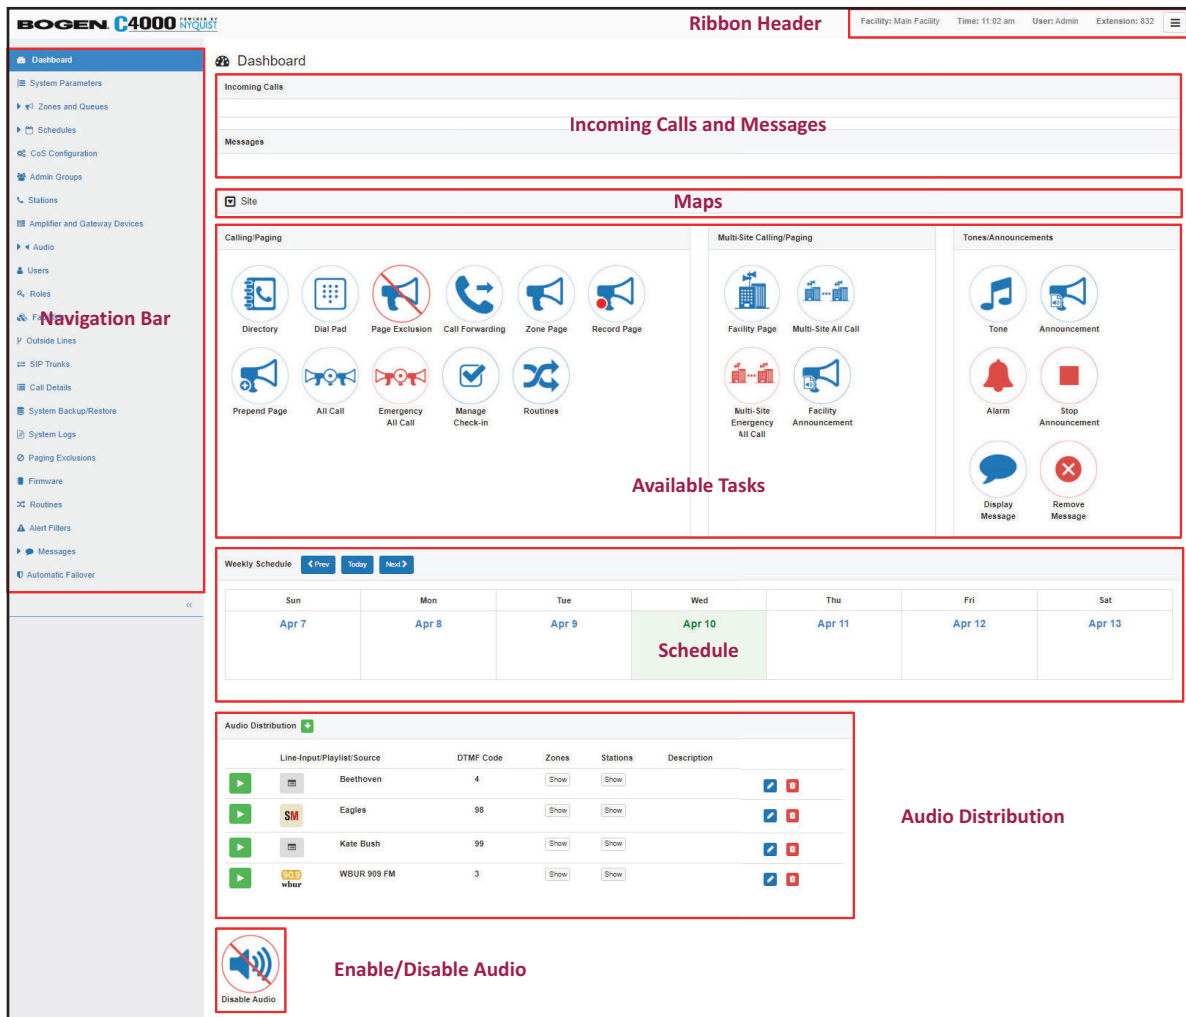 BOGEN C4000 POWERED BY NYQUIST
Ribbon Header
Facility: Main Facility Time: 11:02 am User: Admin Extension: 832
Dashboard
System Parameters
Zones and Queues
Schedules
CoS Configuration
Admin Groups
Stations
Amplifier and Gateway Devices
Audio
Users
Roles
Navigation Bar
Outside Lines
SIP Trunks
Call Details
System Backup/Restore
System Logs
Paging Exclusions
Firmware
Routines
Alert Filters
Messages
Automatic Failover
Dashboard
Incoming Calls
Incoming Calls and Messages
Messages
Site
Maps
Calling/Paging
Directory
Dial Pad
Page Exclusion
Call Forwarding
Zone Page
Record Page
Prepend Page
All Call
Emergency
All Call
Manage
Check-in
Routines
Multi-Site Calling/Paging
Facility Page
Multi-Site All Call
Multi-Site
Emergency
All Call
Facility
Announcement
Tones/Announcements
Tone
Announcement
Alarm
Stop
Announcement
Display
Message
Remove
Message
Available Tasks
Weekly Schedule Prev Today Next
Sun Mon Tue Wed Thu Fri Sat
Apr 7 Apr 8 Apr 9 Apr 10 Apr 11 Apr 12 Apr 13
Schedule
Audio Distribution
Line-Input/Playlist/Source DTMF Code Zones Stations Description
Beethoven 4 Show Show
SM Eagles 98 Show Show
Kate Bush 99 Show Show
90.9 wbur WBUR 909 FM 3 Show Show
Audio Distribution
Disable Audio
Enable/Disable Audio